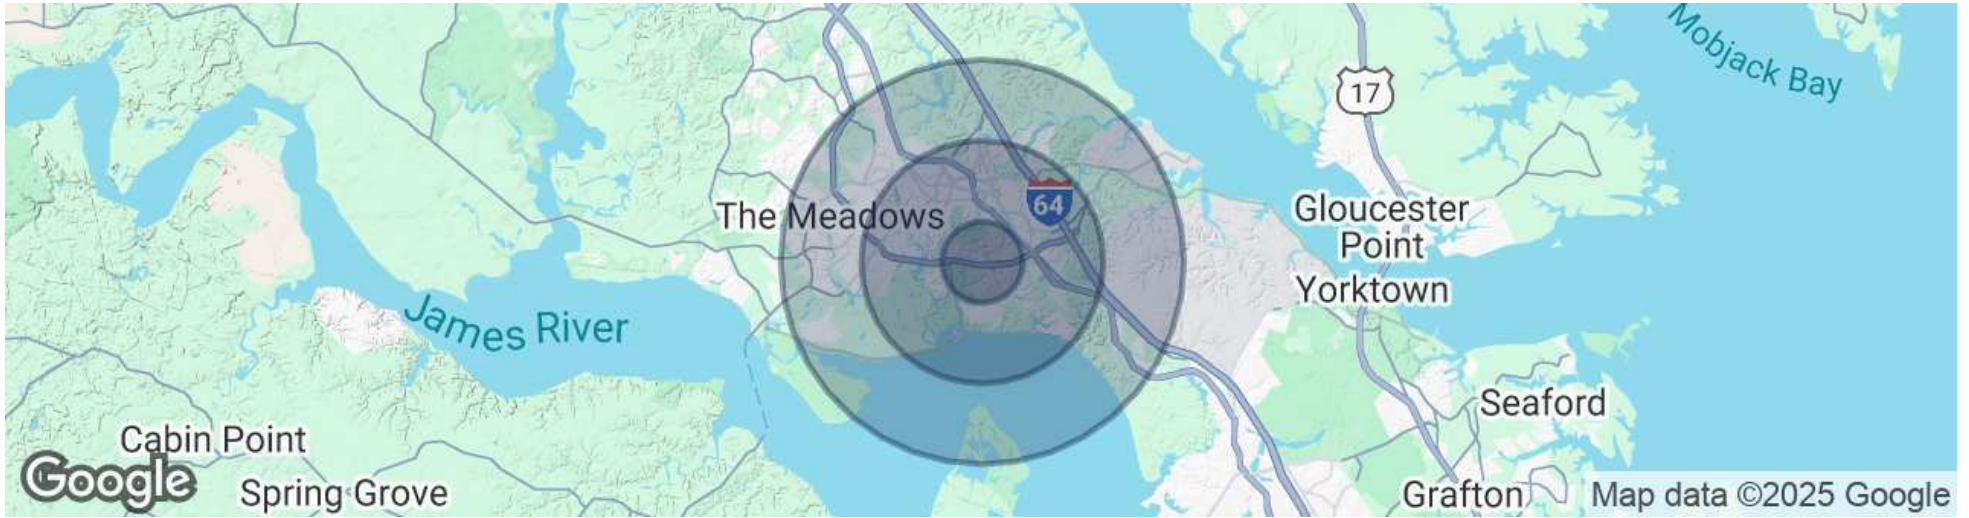 Mobjack Bay
17
64
The Meadows
Gloucester
Point
Yorktown
James River
Seaford
Cabin Point
Google
Spring Grove
Grafton
Map data ©2025 Google